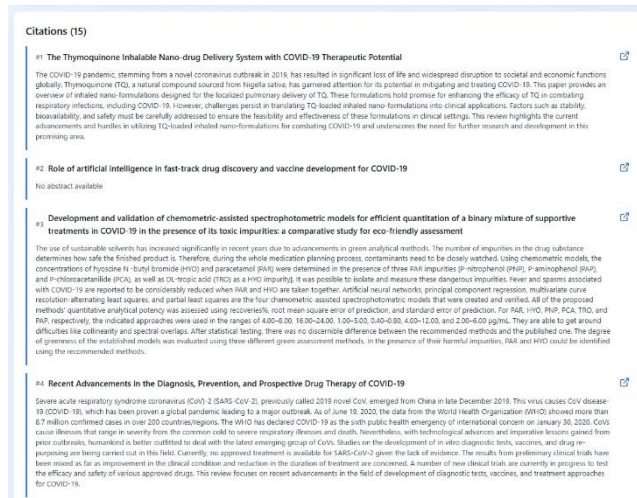 Citations (15)
#1 The Thymoquinone Inhalable Nano-drug Delivery System with COVID-19 Therapeutic Potential
The COVID-19 pandemic, stemming from a novel coronavirus outbreak in 2019, has resulted in significant loss of life and widespread disruption to societal and economic functions
globally. Thymoquinone (TQ), a natural compound sourced from Nigella sativa, has garnered attention for its potential in mitigating and treating COVID-19. This paper provides an
overview of inhaled nano-formulations designed for the localized pulmonary delivery of TQ. These formulations hold promise for enhancing the efficacy of TQ in combating
respiratory infections, including COVID-19. However, challenges persist in translating TQ-loaded inhaled nano-formulations into clinical applications. Factors such as stability,
bioavailability, and safety must be carefully addressed to ensure the feasibility and effectiveness of these formulations in clinical settings. This review highlights the current
advancements and hurdles in utilizing TQ-loaded inhaled nano-formulations for combating COVID-19 and underscores the need for further research and development in this
promising area.
#2 Role of artificial intelligence in fast-track drug discovery and vaccine development for COVID-19
No abstract available
#3 Development and validation of chemometric-assisted spectrophotometric models for efficient quantitation of a binary mixture of supportive
treatments in COVID-19 in the presence of its toxic impurities: a comparative study for eco-friendly assessment
The use of sustainable solvents has increased significantly in recent years due to advancements in green analytical methods. The number of impurities in the drug substance
determines how safe the finished product is. Therefore, during the whole medication planning process, contaminants need to be closely watched. Using chemometric models, the
concentrations of hyoscine N -butyl bromide (HYO) and paracetamol (PAR) were determined in the presence of three PAR impurities [P-nitrophenol (PNP), P-aminophenol (PAP),
and P-chloroacetanilide (PCA), as well as DL-tropic acid (TRO) as a HYO impurity]. It was possible to isolate and measure these dangerous impurities. Fever and spasms associated
with COVID-19 are reported to be considerably reduced when PAR and HYO are taken together. Artificial neural networks, principal component regression, multivariate curve
resolution-alternating least squares, and partial least squares are the four chemometric-assisted spectrophotometric models that were created and verified. All of the proposed
methods' quantitative analytical potency was assessed using recoveries%, root mean square error of prediction, and standard error of prediction. For PAR, HYO, PNP, PCA, TRO, and
PAP, respectively, the indicated approaches were used in the ranges of 4.00–8.00, 16.00–24.00, 1.00–5.00, 0.40–0.80, 4.00–12.00, and 2.00–6.00 μg/mL. They are able to get around
difficulties like collinearity and spectral overlaps. After statistical testing, there was no discernible difference between the recommended methods and the published one. The degree
of greenness of the established models was evaluated using three different green assessment methods. In the presence of their harmful impurities, PAR and HYO could be identified
using the recommended methods.
#4 Recent Advancements in the Diagnosis, Prevention, and Prospective Drug Therapy of COVID-19
Severe acute respiratory syndrome coronavirus (CoV)-2 (SARS-CoV-2), previously called 2019 novel CoV, emerged from China in late December 2019. This virus causes CoV disease-
19 (COVID-19), which has been proven a global pandemic leading to a major outbreak. As of June 19, 2020, the data from the World Health Organization (WHO) showed more than
8.7 million confirmed cases in over 200 countries/regions. The WHO has declared COVID-19 as the sixth public health emergency of international concern on January 30, 2020. CoVs
cause illnesses that range in severity from the common cold to severe respiratory illnesses and death. Nevertheless, with technological advances and imperative lessons gained from
prior outbreaks, humankind is better outfitted to deal with the latest emerging group of CoVs. Studies on the development of in vitro diagnostic tests, vaccines, and drug re-
purposing are being carried out in this field. Currently, no approved treatment is available for SARS-CoV-2 given the lack of evidence. The results from preliminary clinical trials have
been mixed as far as improvement in the clinical condition and reduction in the duration of treatment are concerned. A number of new clinical trials are currently in progress to test
the efficacy and safety of various approved drugs. This review focuses on recent advancements in the field of development of diagnostic tests, vaccines, and treatment approaches
for COVID-19.